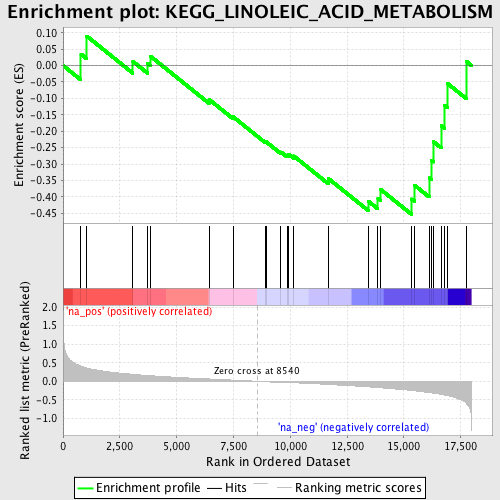 Enrichment plot: KEGG_LINOLEIC_ACID_METABOLISM
Enrichment score (ES)
0.10
0.05
0.00
-0.05
-0.10
-0.15
-0.20
-0.25
-0.30
-0.35
-0.40
-0.45
'na_pos' (positively correlated)
Ranked list metric (PreRanked)
2.0
1.5
1.0
0.5
0.0
-0.5
-1.0
Zero cross at 8540
'na_neg' (negatively correlated)
0 2,500 5,000 7,500 10,000 12,500 15,000 17,500
Rank in Ordered Dataset
Enrichment profile Hits Ranking metric scores